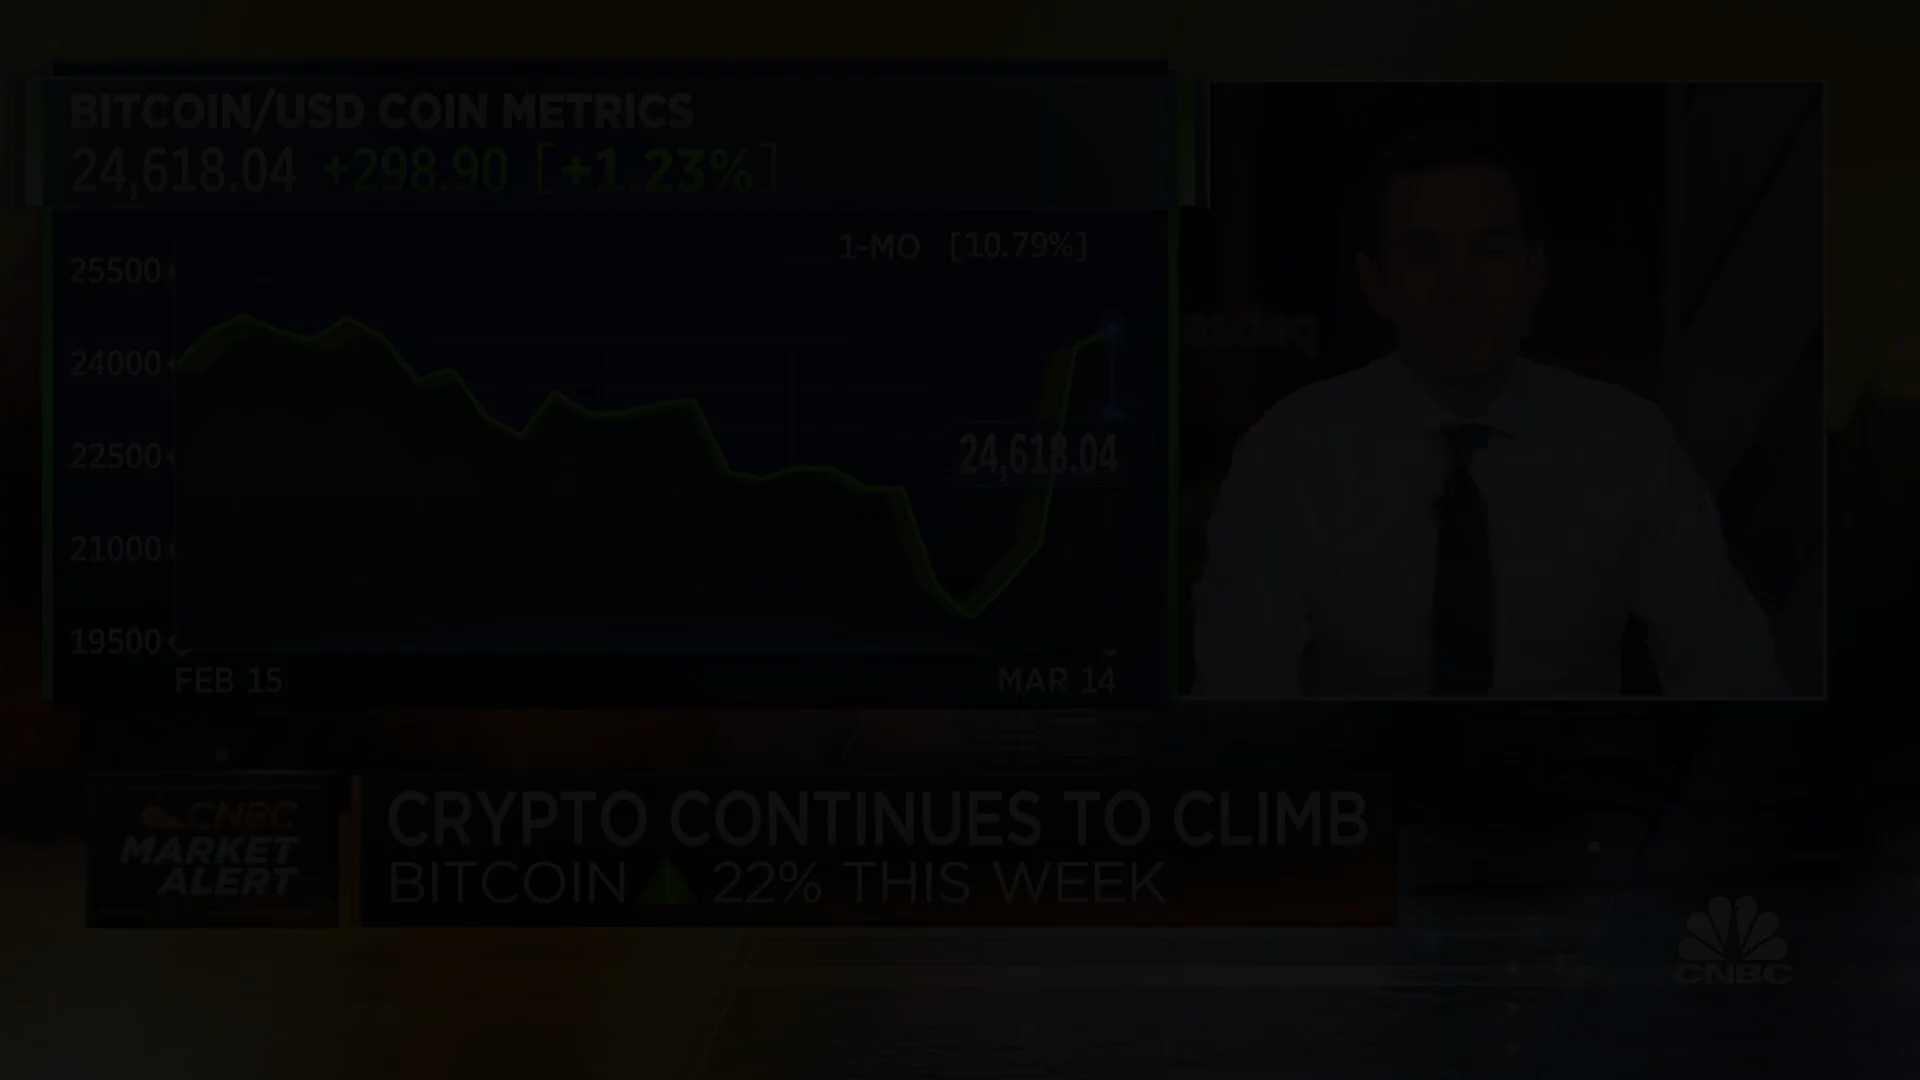 BITCOIN/USD COIN METRICS
24,618.04 +298.90 [+1.23%]
1-MO [10.79%]
25500
24000
22500
21000
19500
24,618.04
FEB 15 MAR 14
nasdaq
CNBC
MARKET
ALERT
CRYPTO CONTINUES TO CLIMB
BITCOIN ▲ 22% THIS WEEK
CNBC